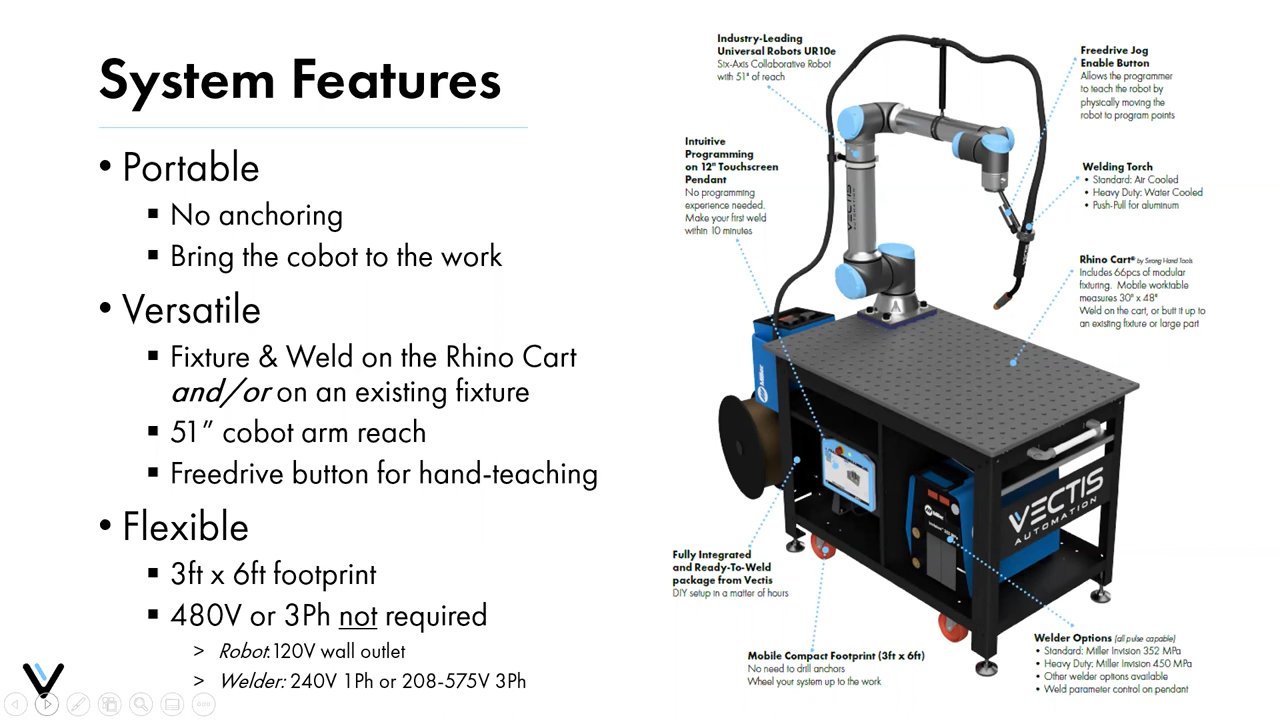 System Features
• Portable
▪ No anchoring
▪ Bring the cobot to the work
• Versatile
▪ Fixture & Weld on the Rhino Cart
and/or on an existing fixture
▪ 51” cobot arm reach
▪ Freedrive button for hand-teaching
• Flexible
▪ 3ft x 6ft footprint
▪ 480V or 3Ph not required
> Robot: 120V wall outlet
> Welder: 240V 1Ph or 208-575V 3Ph
Industry-Leading
Universal Robots UR10e
Six-Axis Collaborative Robot
with 51" of reach
Intuitive
Programming
on 12" Touchscreen
Pendant
No programming
experience needed.
Make your first weld
within 10 minutes
Freedrive Jog
Enable Button
Allows the programmer
to teach the robot by
physically moving the
robot to program points
Welding Torch
• Standard: Air Cooled
• Heavy Duty: Water Cooled
• Push-Pull for aluminum
Rhino Cart® by Strong Hand Tools
Includes 66pcs of modular
fixturing. Mobile worktable
measures 30" x 48"
Weld on the cart, or butt it up to
an existing fixture or large part
VECTIS
AUTOMATION
Miller
Miller
VECTIS
AUTOMATION
Fully Integrated
and Ready-To-Weld
package from Vectis
DIY setup in a matter of hours
Mobile Compact Footprint (3ft x 6ft)
No need to drill anchors
Wheel your system up to the work
Welder Options (all pulse capable)
• Standard: Miller Invision 352 MPa
• Heavy Duty: Miller Invision 450 MPa
• Other welder options available
• Weld parameter control on pendant